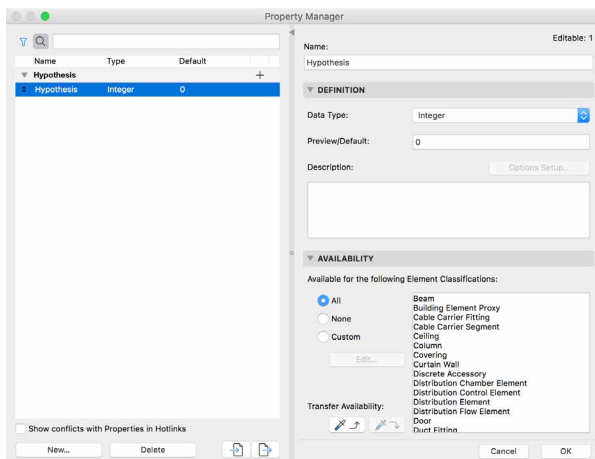 Property Manager
Name Type Default
Hypothesis
Hypothesis Integer 0
Show conflicts with Properties in Hotlinks
New... Delete
Editable: 1
Name:
Hypothesis
DEFINITION
Data Type: Integer
Preview/Default: 0
Description: Options Setup...
AVAILABILITY
Available for the following Element Classifications:
All
None
Custom
Edit...
Beam
Building Element Proxy
Cable Carrier Fitting
Cable Carrier Segment
Ceiling
Column
Covering
Curtain Wall
Discrete Accessory
Distribution Chamber Element
Distribution Control Element
Distribution Element
Distribution Flow Element
Door
Duct Fitting
Transfer Availability:
Cancel OK